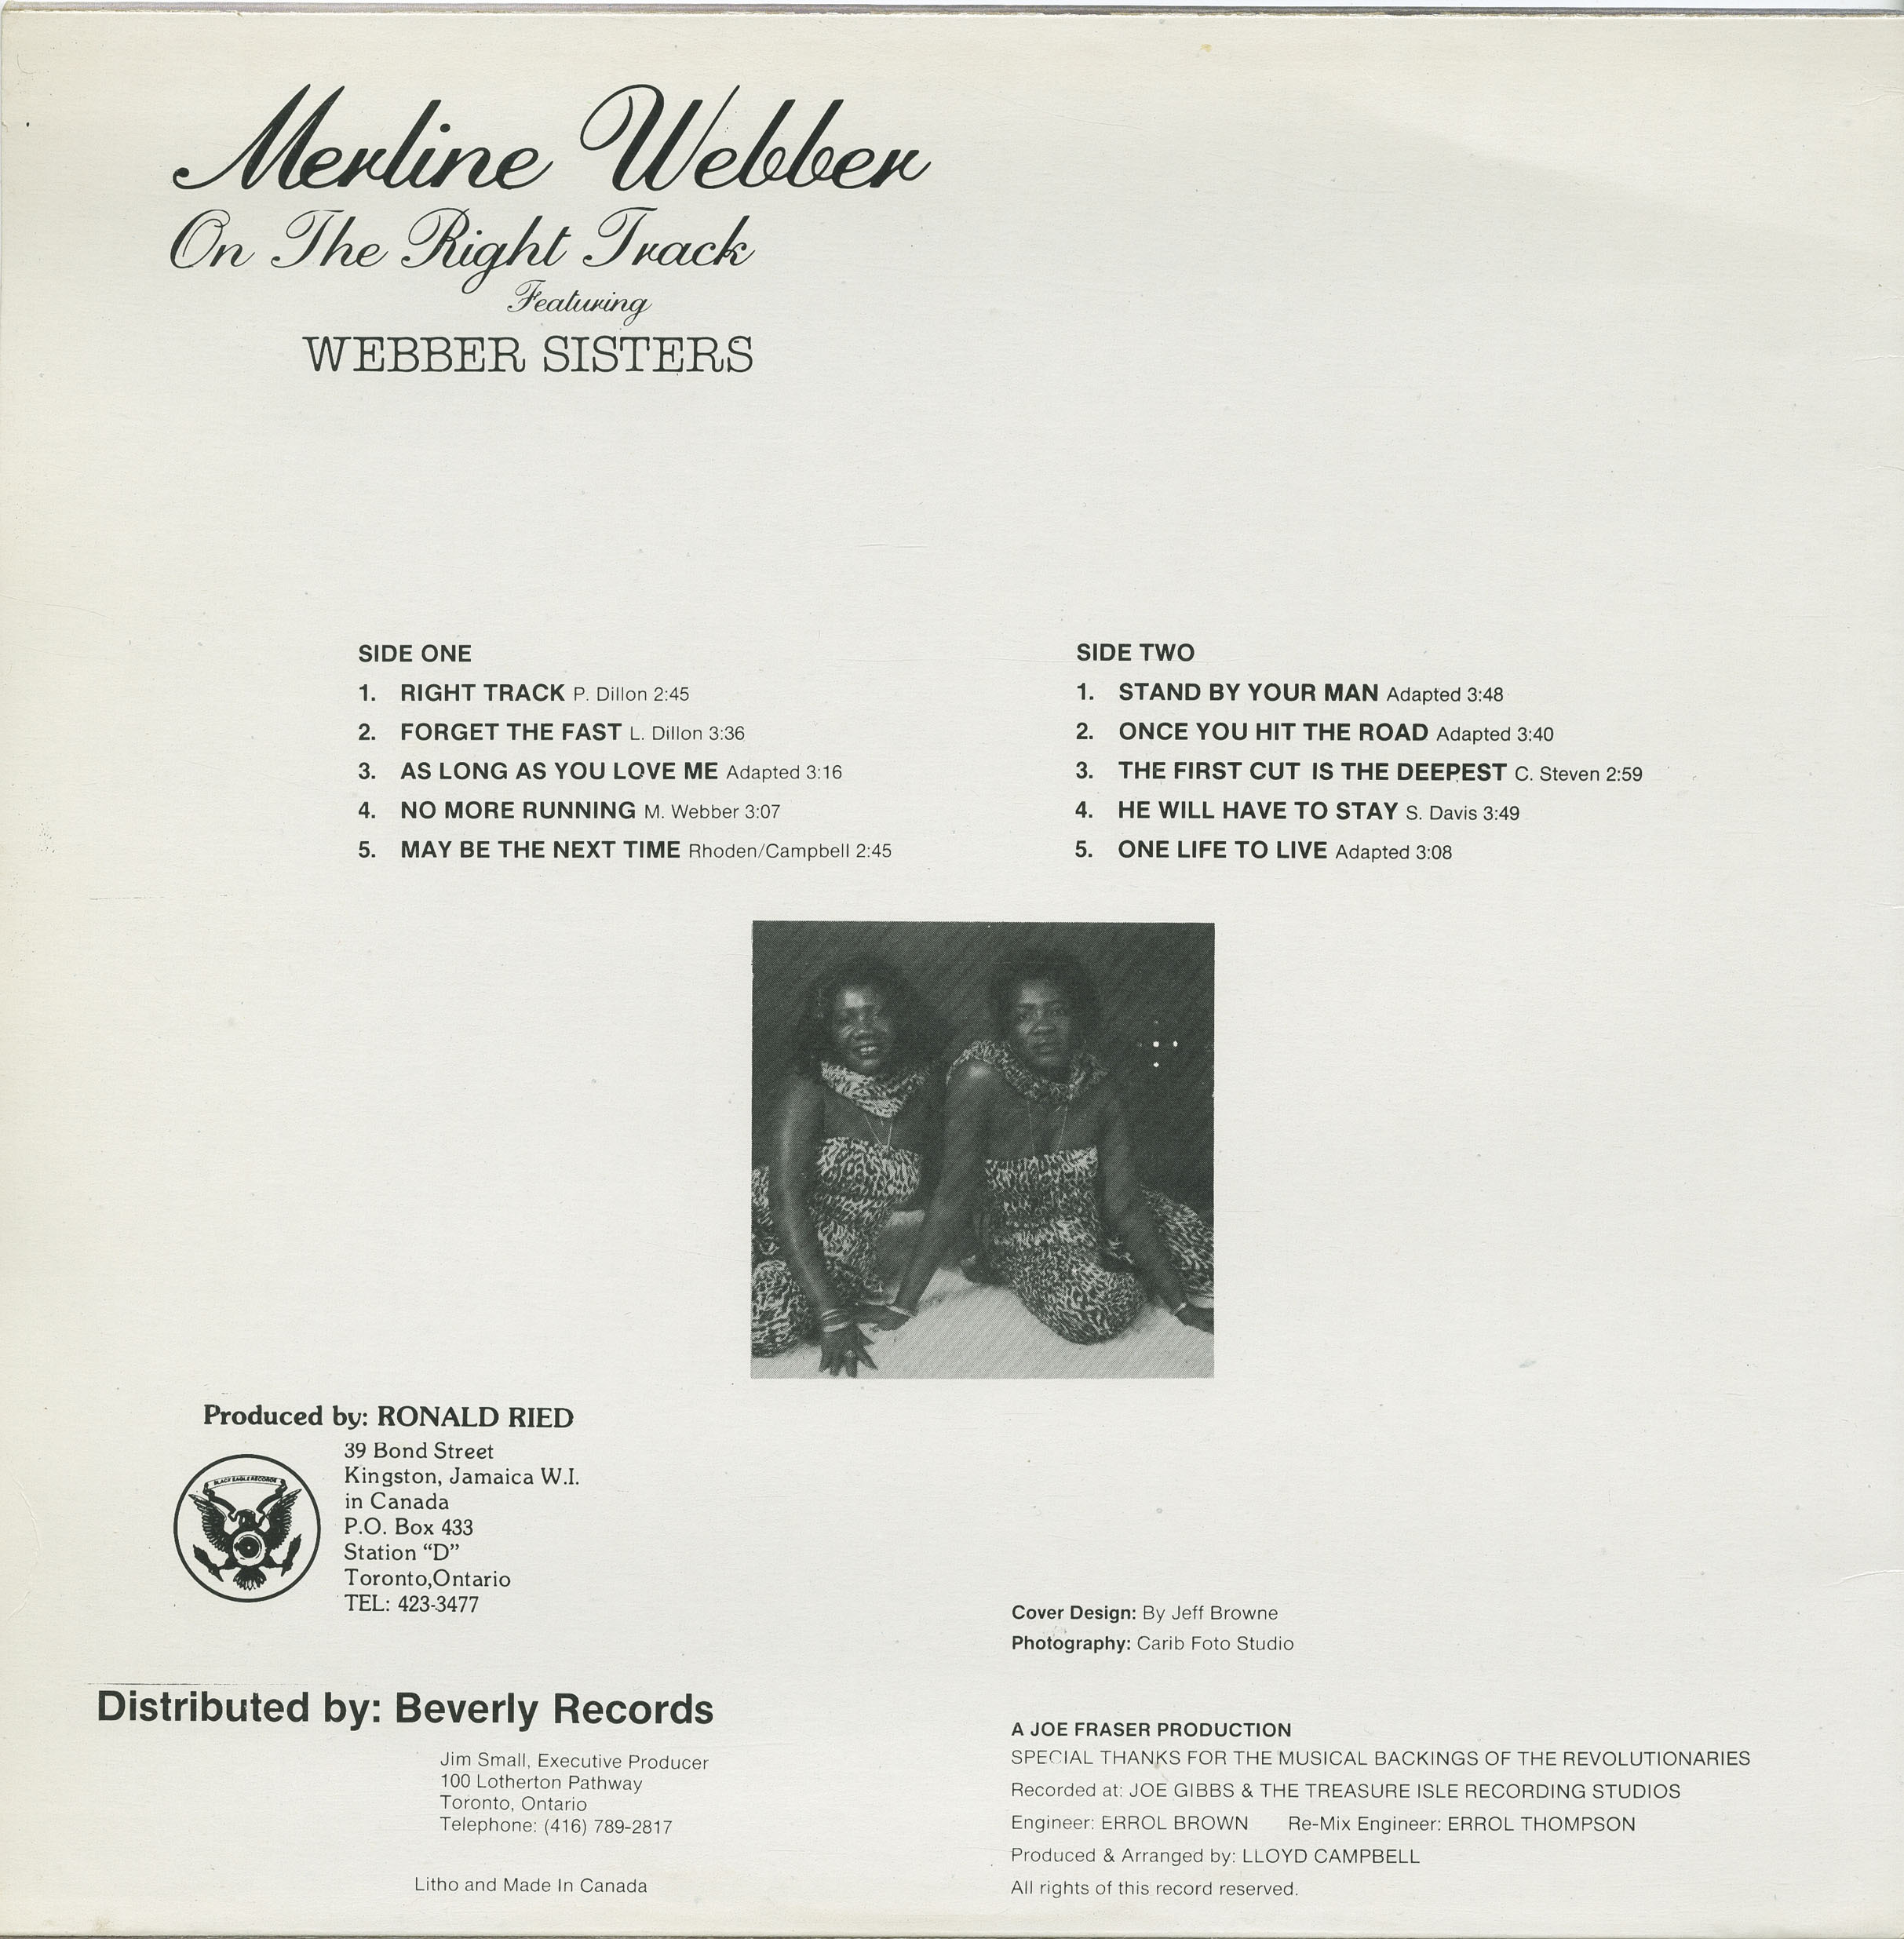 Merline Webber
On The Right Track
Featuring
WEBBER SISTERS
SIDE ONE
1. RIGHT TRACK P. Dillon 2:45
2. FORGET THE FAST L. Dillon 3:36
3. AS LONG AS YOU LOVE ME Adapted 3:16
4. NO MORE RUNNING M. Webber 3:07
5. MAY BE THE NEXT TIME Rhoden/Campbell 2:45
SIDE TWO
1. STAND BY YOUR MAN Adapted 3:48
2. ONCE YOU HIT THE ROAD Adapted 3:40
3. THE FIRST CUT IS THE DEEPEST C. Steven 2:59
4. HE WILL HAVE TO STAY S. Davis 3:49
5. ONE LIFE TO LIVE Adapted 3:08
Produced by: RONALD RIED
BLACK EAGLE RECORDS
39 Bond Street
Kingston, Jamaica W.I.
in Canada
P.O. Box 433
Station “D”
Toronto,Ontario
TEL: 423-3477
Distributed by: Beverly Records
Jim Small, Executive Producer
100 Lotherton Pathway
Toronto, Ontario
Telephone: (416) 789-2817
Litho and Made In Canada
Cover Design: By Jeff Browne
Photography: Carib Foto Studio
A JOE FRASER PRODUCTION
SPECIAL THANKS FOR THE MUSICAL BACKINGS OF THE REVOLUTIONARIES
Recorded at: JOE GIBBS & THE TREASURE ISLE RECORDING STUDIOS
Engineer: ERROL BROWN Re-Mix Engineer: ERROL THOMPSON
Produced & Arranged by: LLOYD CAMPBELL
All rights of this record reserved.